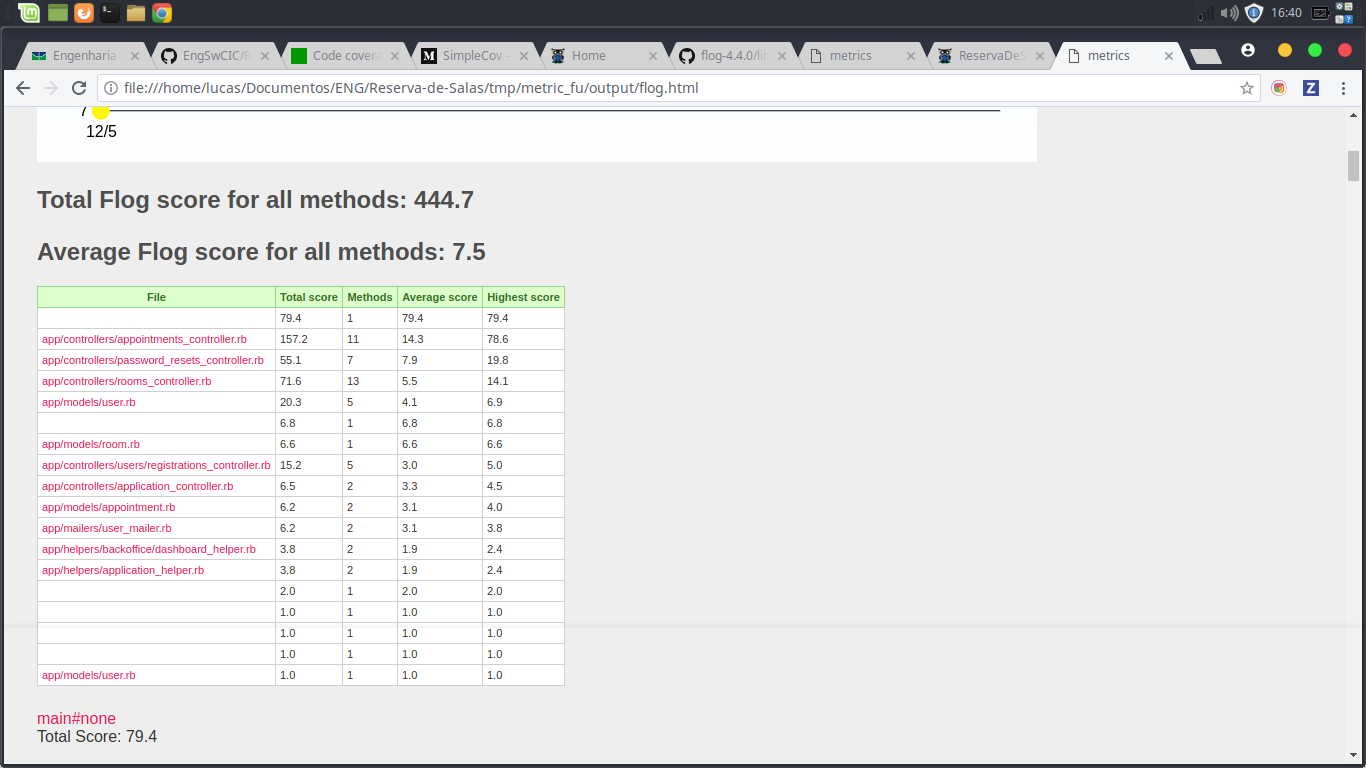 16:40
Engenharia
EngSwCIC/R
Code covera
SimpleCov –
Home
flog-4.4.0/lib
metrics
ReservaDeS
metrics
file:///home/lucas/Documentos/ENG/Reserva-de-Salas/tmp/metric_fu/output/flog.html
12/5
Total Flog score for all methods: 444.7
Average Flog score for all methods: 7.5
File Total score Methods Average score Highest score
79.4 1 79.4 79.4
app/controllers/appointments_controller.rb 157.2 11 14.3 78.6
app/controllers/password_resets_controller.rb 55.1 7 7.9 19.8
app/controllers/rooms_controller.rb 71.6 13 5.5 14.1
app/models/user.rb 20.3 5 4.1 6.9
6.8 1 6.8 6.8
app/models/room.rb 6.6 1 6.6 6.6
app/controllers/users/registrations_controller.rb 15.2 5 3.0 5.0
app/controllers/application_controller.rb 6.5 2 3.3 4.5
app/models/appointment.rb 6.2 2 3.1 4.0
app/mailers/user_mailer.rb 6.2 2 3.1 3.8
app/helpers/backoffice/dashboard_helper.rb 3.8 2 1.9 2.4
app/helpers/application_helper.rb 3.8 2 1.9 2.4
2.0 1 2.0 2.0
1.0 1 1.0 1.0
1.0 1 1.0 1.0
1.0 1 1.0 1.0
app/models/user.rb 1.0 1 1.0 1.0
main#none
Total Score: 79.4